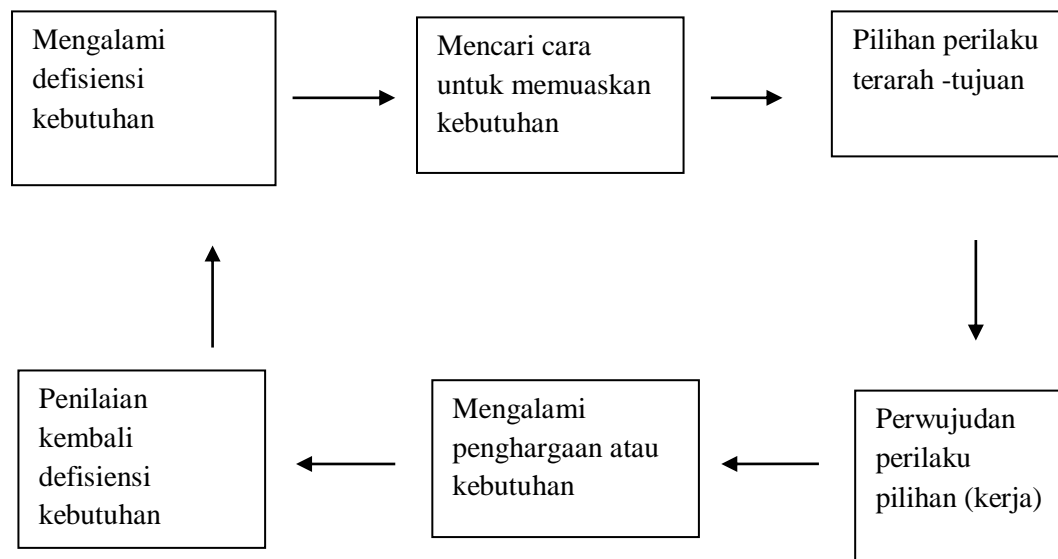 Mengalami
defisiensi
kebutuhan
Mencari cara
untuk memuaskan
kebutuhan
Pilihan perilaku
terarah -tujuan
Perwujudan
perilaku
pilihan (kerja)
Mengalami
penghargaan atau
kebutuhan
Penilaian
kembali
defisiensi
kebutuhan